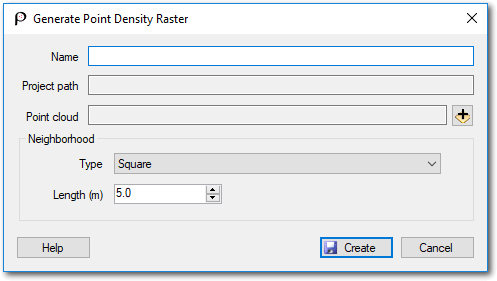 Generate Point Density Raster
Name
Project path
Point cloud
Neighborhood
Type Square
Length (m) 5.0
Help Create Cancel